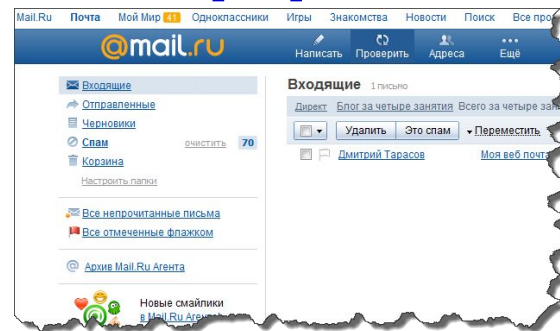 Mail.Ru Почта Мой Мир 41 Одноклассники Игры Знакомства Новости Поиск Все
@mail.ru Написать Проверить Адреса Ещё
Входящие
Отправленные
Черновики
Спам очистить 70
Корзина
Настроить папки
Все непрочитанные письма
Все отмеченные флажком
Архив Mail.Ru Агента
Новые смайлики
в Mail.Ru
Входящие 1 письмо
Директ Блог за четыре занятия Всего за четыре
Удалить Это спам Переместить
Дмитрий Тарасов Моя веб почта